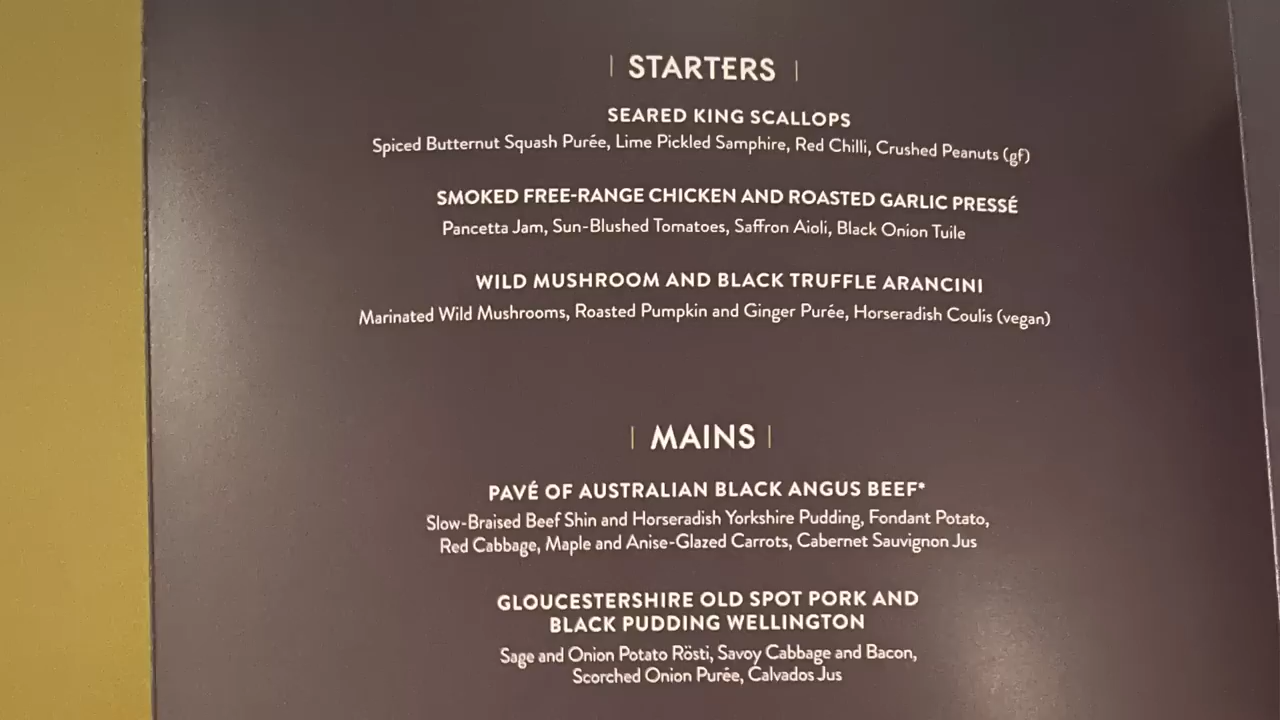 | STARTERS |
SEARED KING SCALLOPS
Spiced Butternut Squash Purée, Lime Pickled Samphire, Red Chilli, Crushed Peanuts (gf)
SMOKED FREE-RANGE CHICKEN AND ROASTED GARLIC PRESSÉ
Pancetta Jam, Sun-Blushed Tomatoes, Saffron Aioli, Black Onion Tuile
WILD MUSHROOM AND BLACK TRUFFLE ARANCINI
Marinated Wild Mushrooms, Roasted Pumpkin and Ginger Purée, Horseradish Coulis (vegan)
| MAINS |
PAVÉ OF AUSTRALIAN BLACK ANGUS BEEF*
Slow-Braised Beef Shin and Horseradish Yorkshire Pudding, Fondant Potato,
Red Cabbage, Maple and Anise-Glazed Carrots, Cabernet Sauvignon Jus
GLOUCESTERSHIRE OLD SPOT PORK AND
BLACK PUDDING WELLINGTON
Sage and Onion Potato Rösti, Savoy Cabbage and Bacon,
Scorched Onion Purée, Calvados Jus